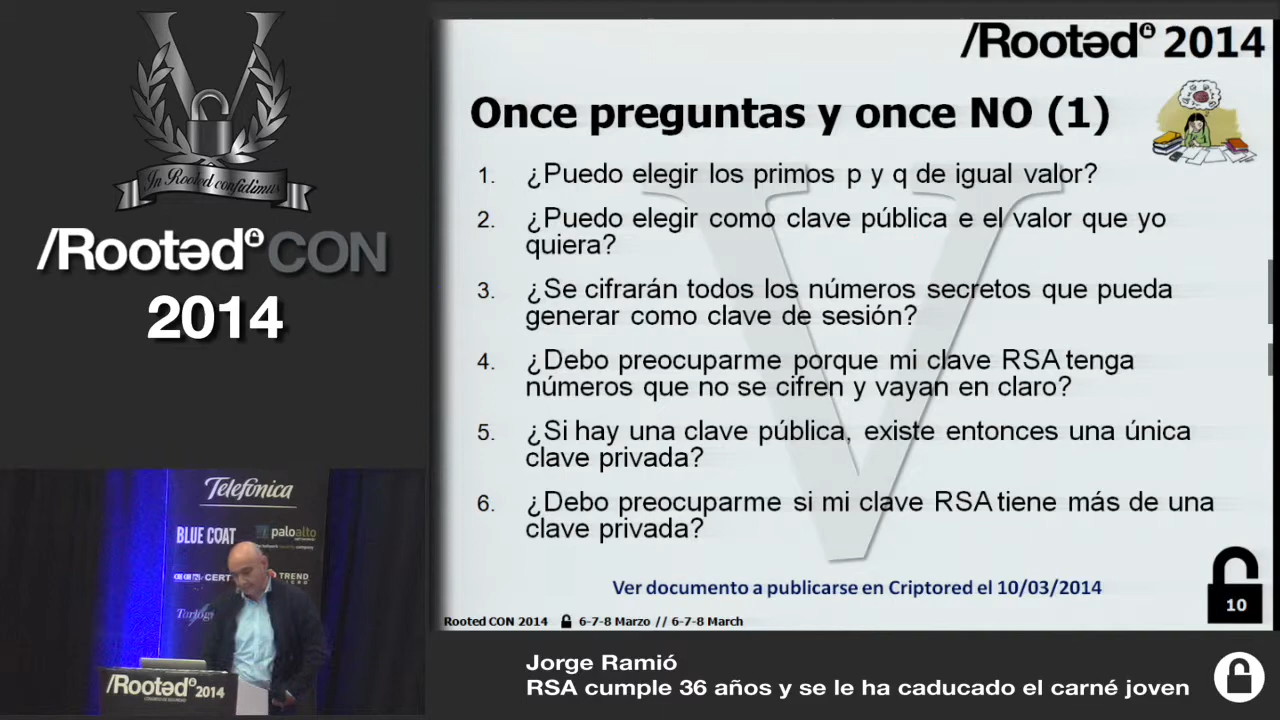 In Rooted confidimus
/Rootəd CON
2014
/Rootəd 2014
Once preguntas y once NO (1)
1. ¿Puedo elegir los primos p y q de igual valor?
2. ¿Puedo elegir como clave pública e el valor que yo
quiera?
3. ¿Se cifrarán todos los números secretos que pueda
generar como clave de sesión?
4. ¿Debo preocuparme porque mi clave RSA tenga
números que no se cifren y vayan en claro?
5. ¿Si hay una clave pública, existe entonces una única
clave privada?
6. ¿Debo preocuparme si mi clave RSA tiene más de una
clave privada?
Ver documento a publicarse en Criptored el 10/03/2014
10
Rooted CON 2014 6-7-8 Marzo // 6-7-8 March
Telefónica
BLUE COAT
paloalto
CERT
TREND
/Rootəd 2014
Jorge Ramió
RSA cumple 36 años y se le ha caducado el carné joven